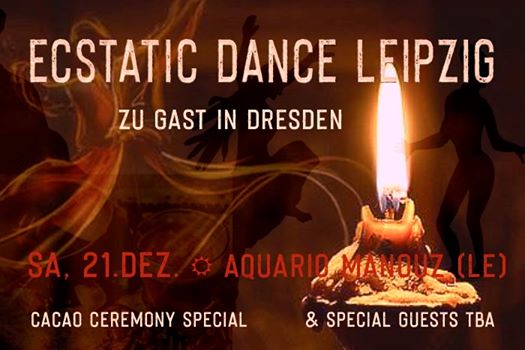 ECSTATIC DANCE LEIPZIG
ZU GAST IN DRESDEN
SA, 21.DEZ. ☼ AQUARIO MANOUZ (LE)
CACAO CEREMONY SPECIAL & SPECIAL GUESTS TBA